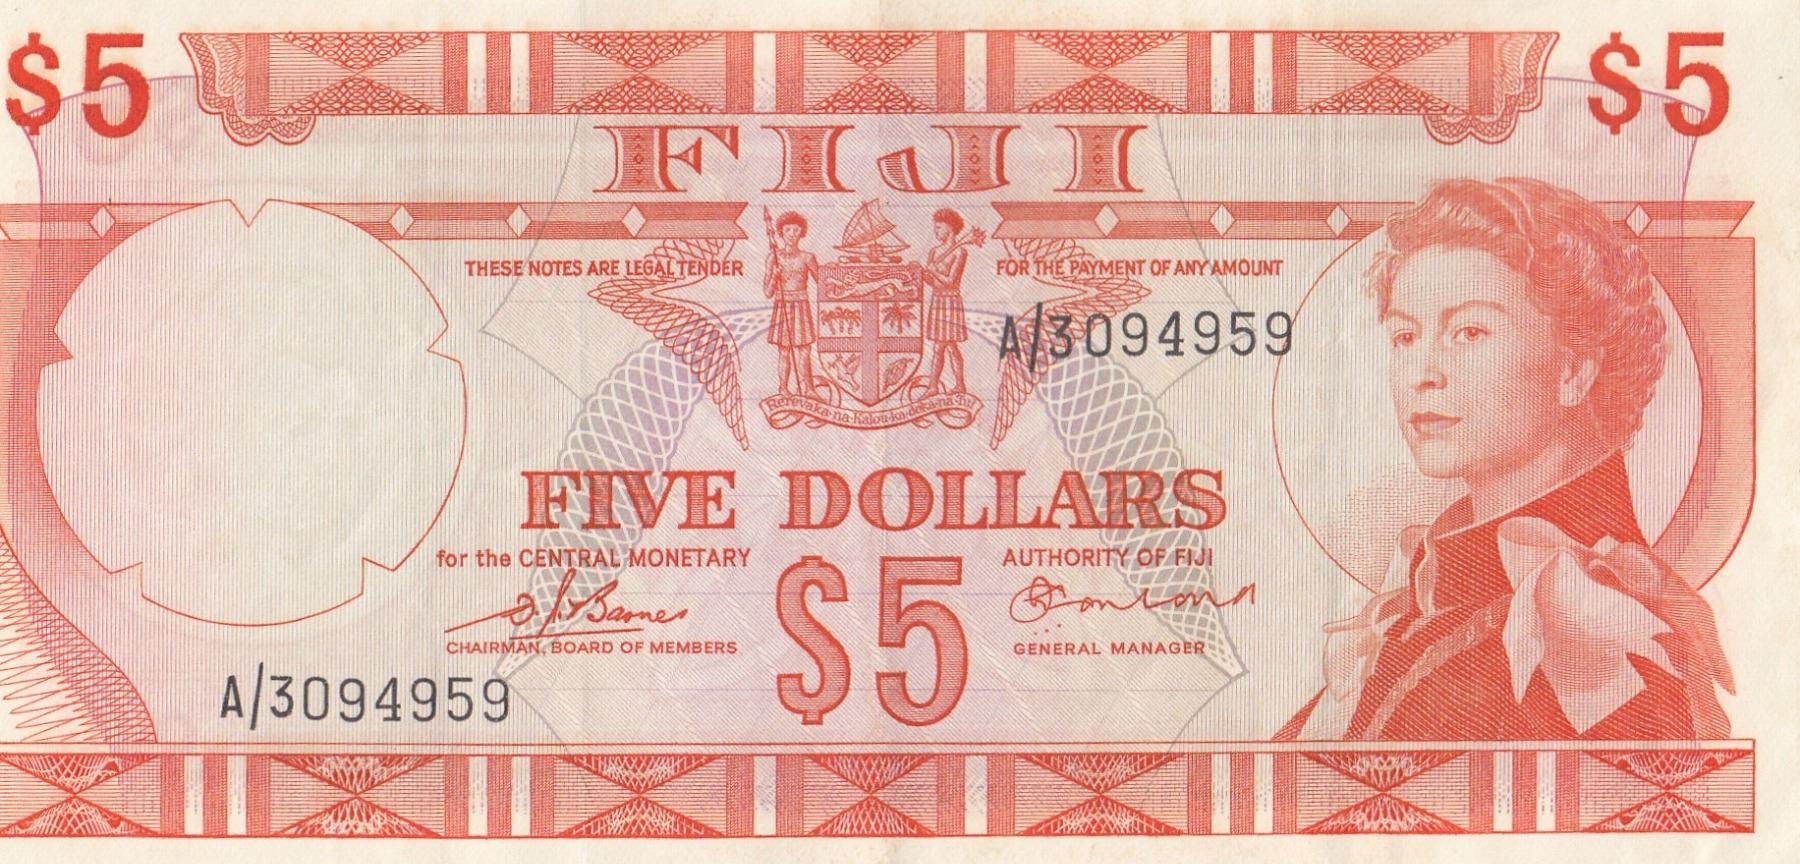 $5 $5
FIJI
THESE NOTES ARE LEGAL TENDER FOR THE PAYMENT OF ANY AMOUNT
A/3094959
Rerevaka-na-Kalou-ka-doka-na-Tui
FIVE DOLLARS
for the CENTRAL MONETARY AUTHORITY OF FIJI
$5
CHAIRMAN, BOARD OF MEMBERS GENERAL MANAGER
A/3094959